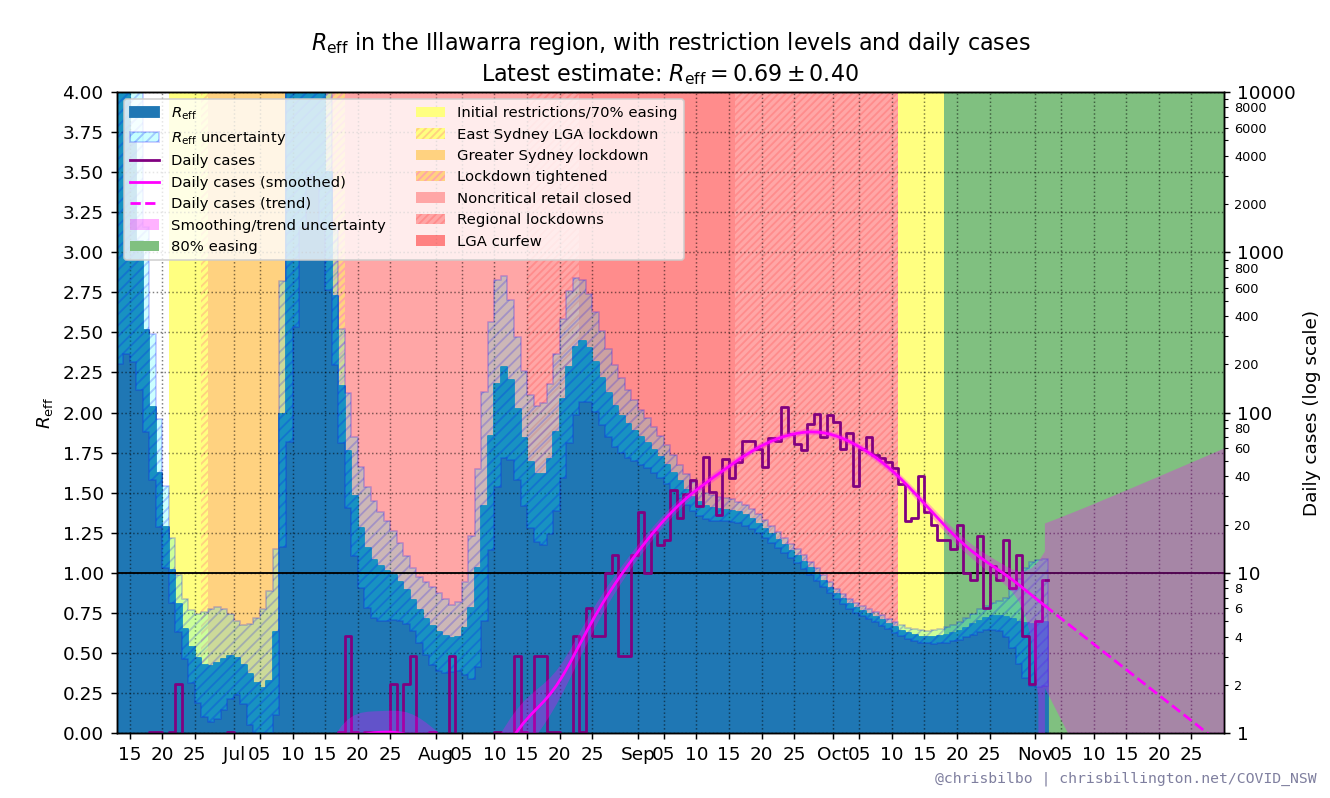 R_eff in the Illawarra region, with restriction levels and daily cases
Latest estimate: R_eff = 0.69 ± 0.40
R_eff
R_eff uncertainty
Daily cases
Daily cases (smoothed)
Daily cases (trend)
Smoothing/trend uncertainty
80% easing
Initial restrictions/70% easing
East Sydney LGA lockdown
Greater Sydney lockdown
Lockdown tightened
Noncritical retail closed
Regional lockdowns
LGA curfew
4.00
3.75
3.50
3.25
3.00
2.75
2.50
2.25
2.00
1.75
1.50
1.25
1.00
0.75
0.50
0.25
0.00
R_eff
10000
8000
6000
4000
2000
1000
800
600
400
200
100
80
60
40
20
10
8
6
4
2
1
Daily cases (log scale)
15 20 25 Jul 05 10 15 20 25 Aug 05 10 15 20 25 Sep 05 10 15 20 25 Oct 05 10 15 20 25 Nov 05 10 15 20 25
@chrisbilbo | chrisbillington.net/COVID_NSW